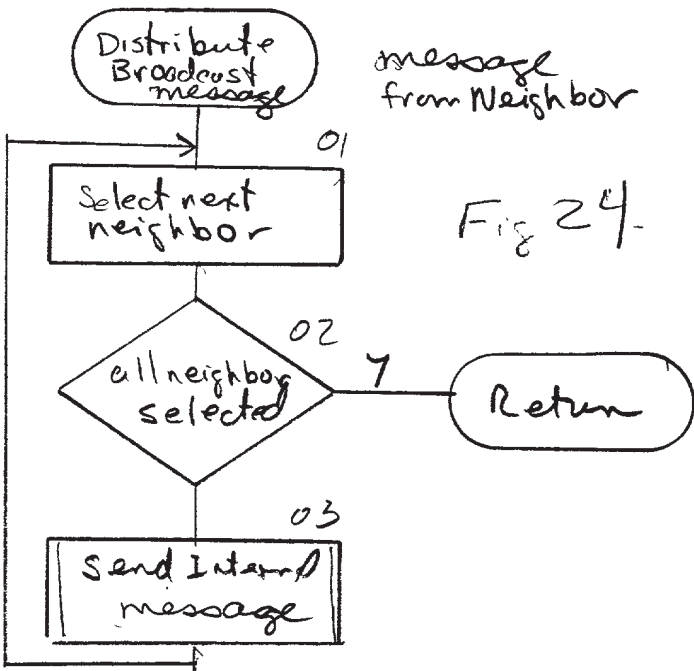 Distribute
Broadcast
message
message
from Neighbor
01
Select next
neighbor
Fig 24.
02
all neighbor
selected
Y
Return
03
Send Internal
message